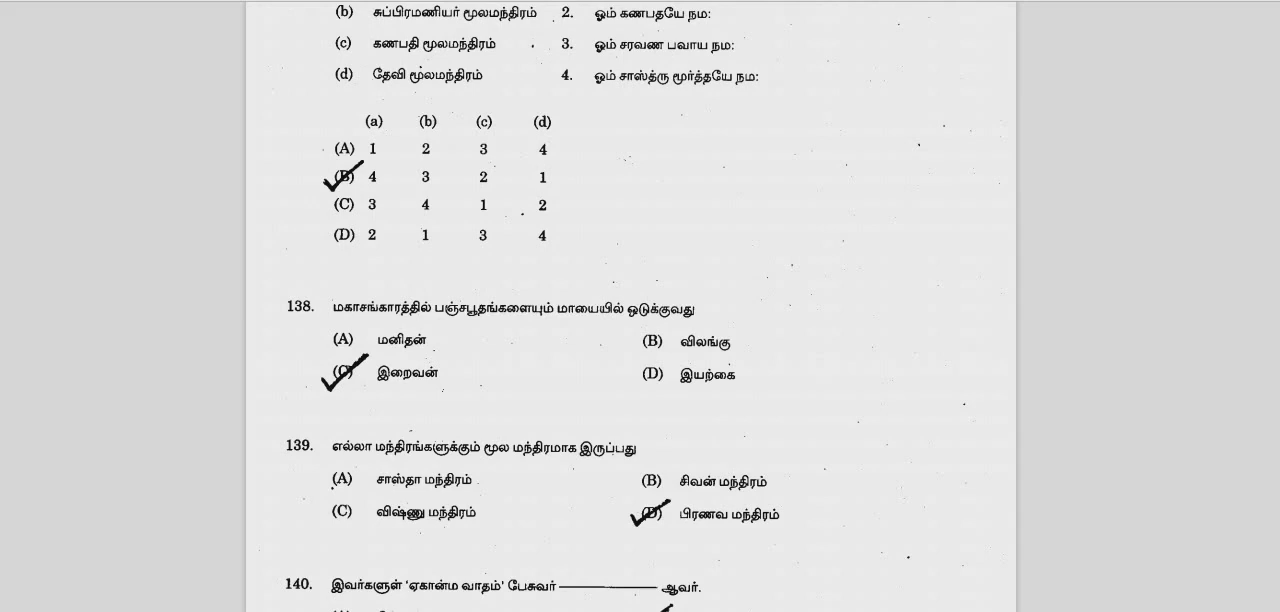 (b) சுப்பிரமணியர் மூலமந்திரம் 2. ஓம் கணபதயே நம:
(c) கணபதி மூலமந்திரம் 3. ஓம் சரவண பவாய நம:
(d) தேவி மூலமந்திரம் 4. ஓம் சாஸ்த்ரு மூர்த்தயே நம:
(a) (b) (c) (d)
(A) 1 2 3 4
(B) 4 3 2 1
(C) 3 4 1 2
(D) 2 1 3 4
138. மகாசங்காரத்தில் பஞ்சபூதங்களையும் மாயையில் ஒடுக்குவது
(A) மனிதன் (B) விலங்கு
(C) இறைவன் (D) இயற்கை
139. எல்லா மந்திரங்களுக்கும் மூல மந்திரமாக இருப்பது
(A) சாஸ்தா மந்திரம் (B) சிவன் மந்திரம்
(C) விஷ்ணு மந்திரம் (D) பிரணவ மந்திரம்
140. இவர்களுள் 'ஏகான்ம வாதம்' பேசுவர் ———— ஆவர்.